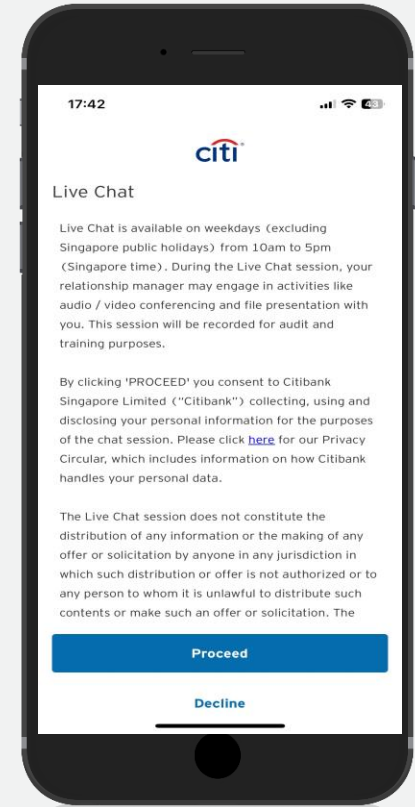 17:42
43
citi
Live Chat
Live Chat is available on weekdays (excluding
Singapore public holidays) from 10am to 5pm
(Singapore time). During the Live Chat session, your
relationship manager may engage in activities like
audio / video conferencing and file presentation with
you. This session will be recorded for audit and
training purposes.
By clicking 'PROCEED' you consent to Citibank
Singapore Limited ("Citibank") collecting, using and
disclosing your personal information for the purposes
of the chat session. Please click here for our Privacy
Circular, which includes information on how Citibank
handles your personal data.
The Live Chat session does not constitute the
distribution of any information or the making of any
offer or solicitation by anyone in any jurisdiction in
which such distribution or offer is not authorized or to
any person to whom it is unlawful to distribute such
contents or make such an offer or solicitation. The
Proceed
Decline